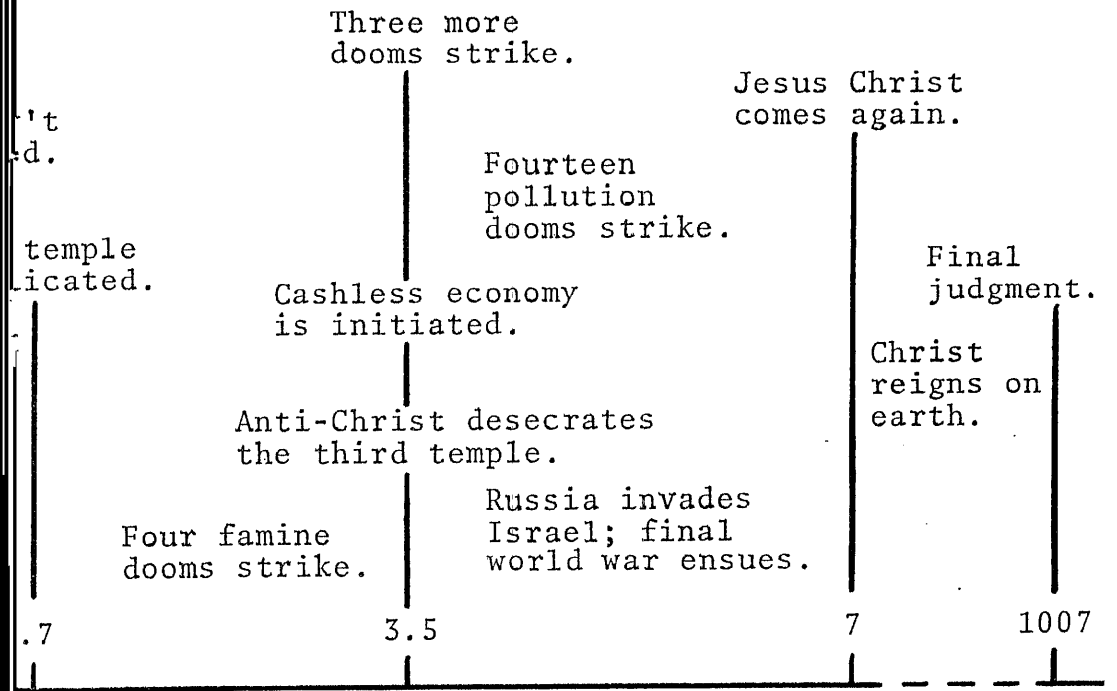 Three more
dooms strike.
Jesus Christ
comes again.
't
d.
Fourteen
pollution
dooms strike.
temple
icated.
Final
judgment.
Cashless economy
is initiated.
Christ
reigns on
earth.
Anti-Christ desecrates
the third temple.
Russia invades
Israel; final
world war ensues.
Four famine
dooms strike.
.7
3.5
7
1007